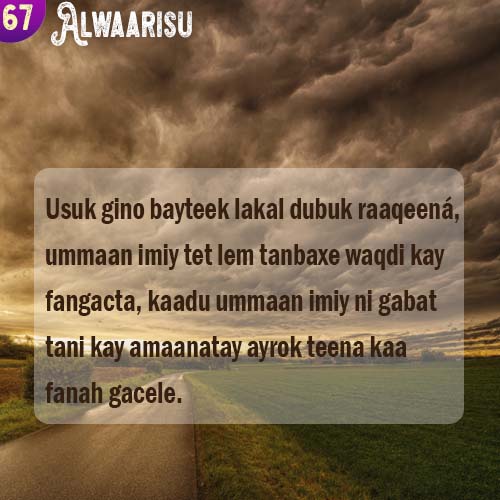 67 Alwaarisu
Usuk gino bayteek lakal dubuk raaqeená,
ummaan imiy tet lem tanbaxe waqdi kay
fangacta, kaadu ummaan imiy ni gabat
tani kay amaanatay ayrok teena kaa
fanah gacele.